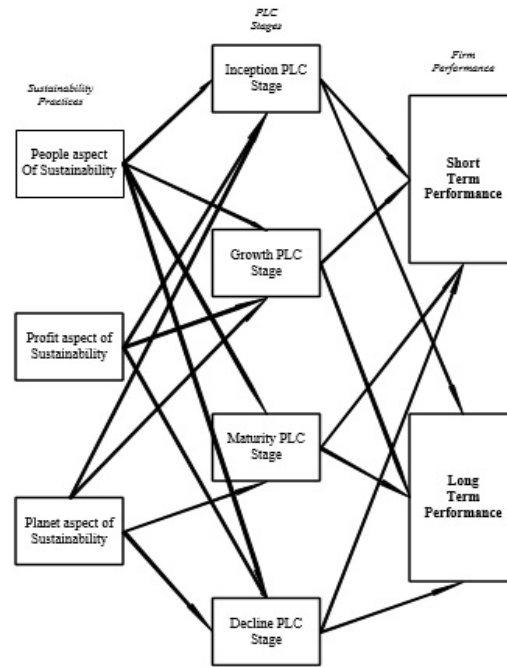 PLC
Stages
Firm
Performance
Sustainability
Practices
Inception PLC
Stage
People aspect
Of Sustainability
Short
Term
Performance
Growth PLC
Stage
Profit aspect of
Sustainability
Maturity PLC
Stage
Long
Term
Performance
Planet aspect of
Sustainability
Decline PLC
Stage